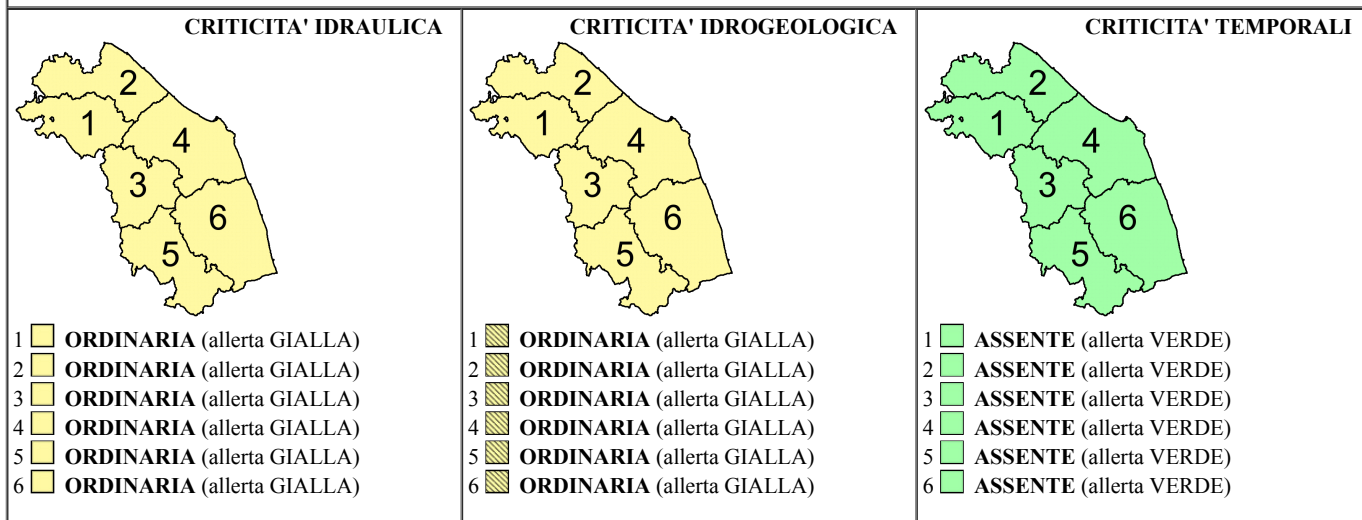 CRITICITA' IDRAULICA
2
1
4
3
6
5
1 ORDINARIA (allerta GIALLA)
2 ORDINARIA (allerta GIALLA)
3 ORDINARIA (allerta GIALLA)
4 ORDINARIA (allerta GIALLA)
5 ORDINARIA (allerta GIALLA)
6 ORDINARIA (allerta GIALLA)
CRITICITA' IDROGEOLOGICA
2
1
4
3
6
5
1 ORDINARIA (allerta GIALLA)
2 ORDINARIA (allerta GIALLA)
3 ORDINARIA (allerta GIALLA)
4 ORDINARIA (allerta GIALLA)
5 ORDINARIA (allerta GIALLA)
6 ORDINARIA (allerta GIALLA)
CRITICITA' TEMPORALI
2
1
4
3
6
5
1 ASSENTE (allerta VERDE)
2 ASSENTE (allerta VERDE)
3 ASSENTE (allerta VERDE)
4 ASSENTE (allerta VERDE)
5 ASSENTE (allerta VERDE)
6 ASSENTE (allerta VERDE)